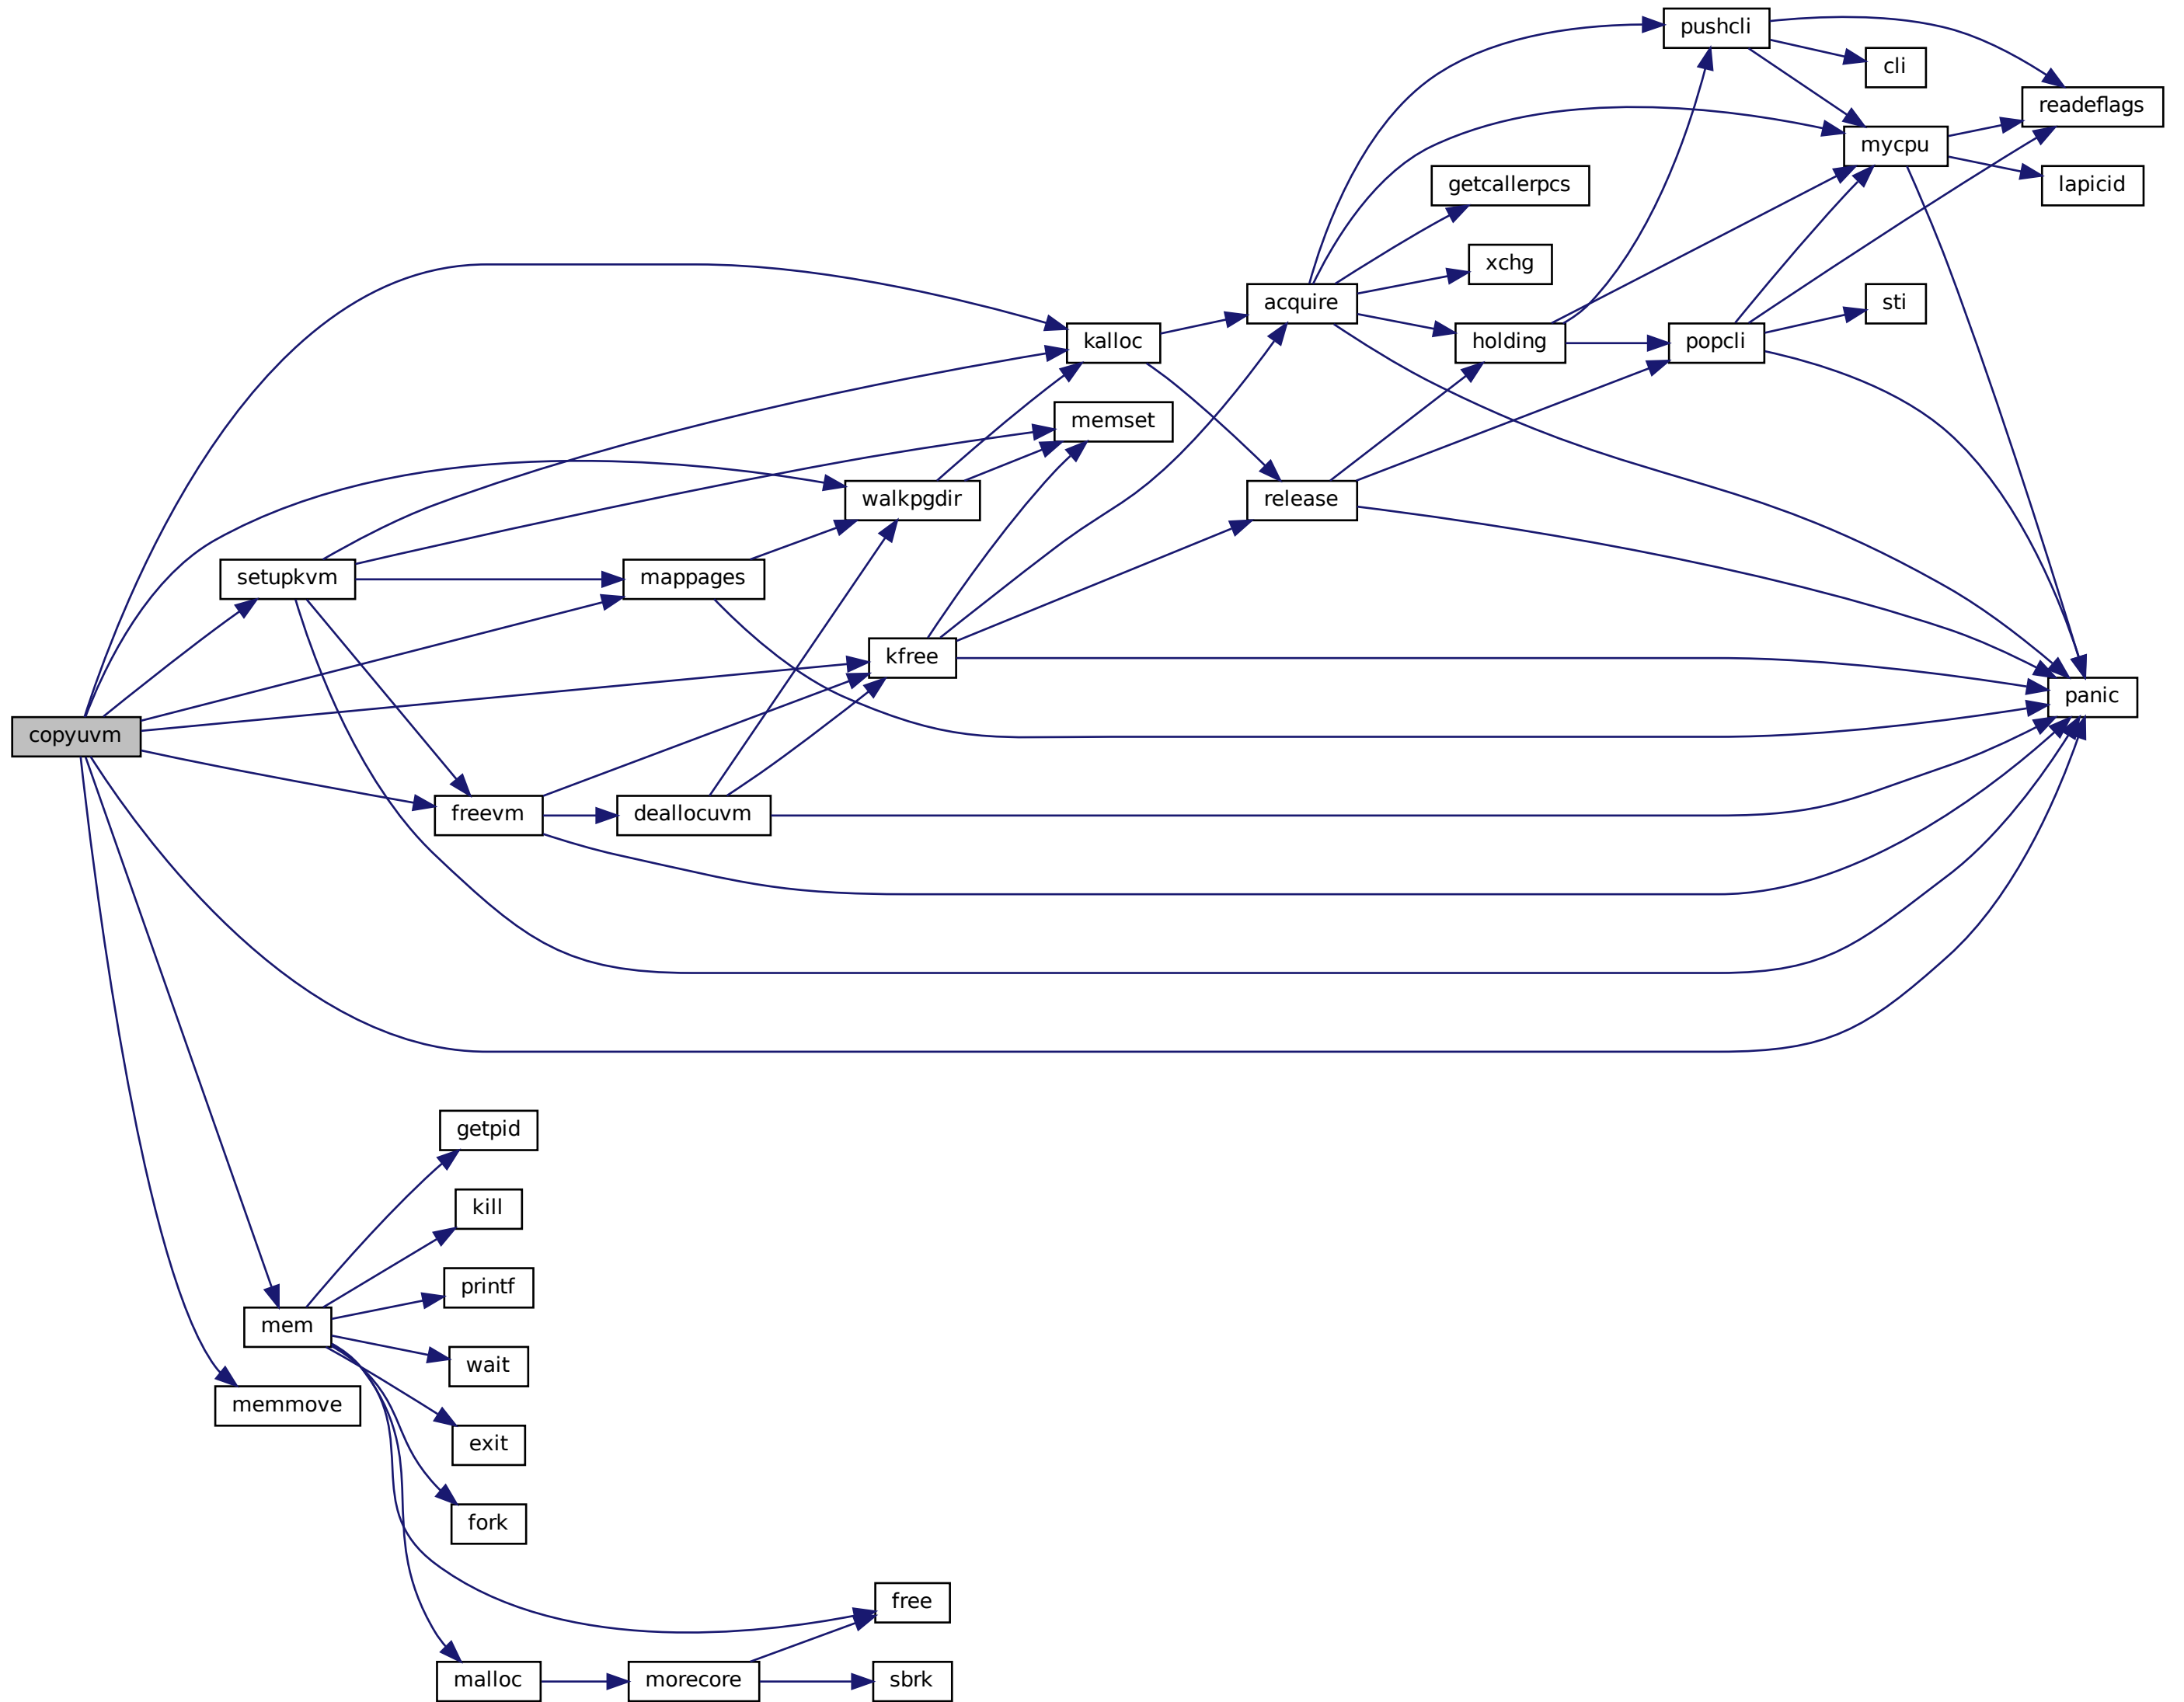 pushcli
cli
readeflags
mycpu
getcallerpcs
lapicid
xchg
acquire
sti
kalloc
holding
popcli
memset
walkpgdir
release
setupkvm
mappages
kfree
panic
copyuvm
freevm
deallocuvm
getpid
kill
printf
mem
wait
memmove
exit
fork
free
malloc
morecore
sbrk